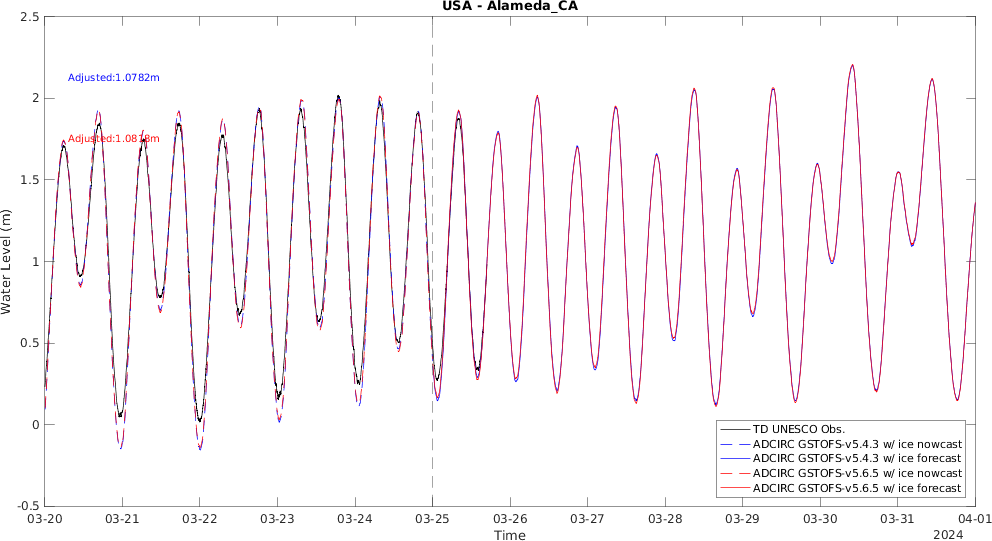 USA - Alameda_CA
2.5
2
1.5
1
0.5
0
-0.5
Water Level (m)
Adjusted:1.0782m
03-20
03-21
03-22
03-23
03-24
03-25
03-26
03-27
03-28
03-29
03-30
03-31
04-01
Time
2024
TD UNESCO Obs.
ADCIRC GSTOFS-v5.4.3 w/ ice nowcast
ADCIRC GSTOFS-v5.4.3 w/ ice forecast
ADCIRC GSTOFS-v5.6.5 w/ ice nowcast
ADCIRC GSTOFS-v5.6.5 w/ ice forecast